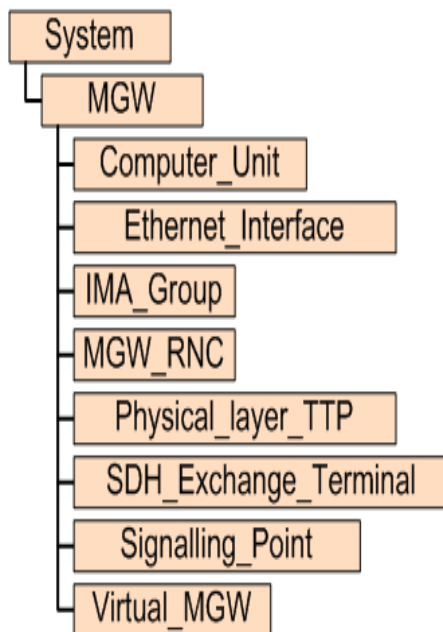 System
MGW
Computer_Unit
Ethernet_Interface
IMA_Group
MGW_RNC
Physical_layer_TTP
SDH_Exchange_Terminal
Signalling_Point
Virtual_MGW